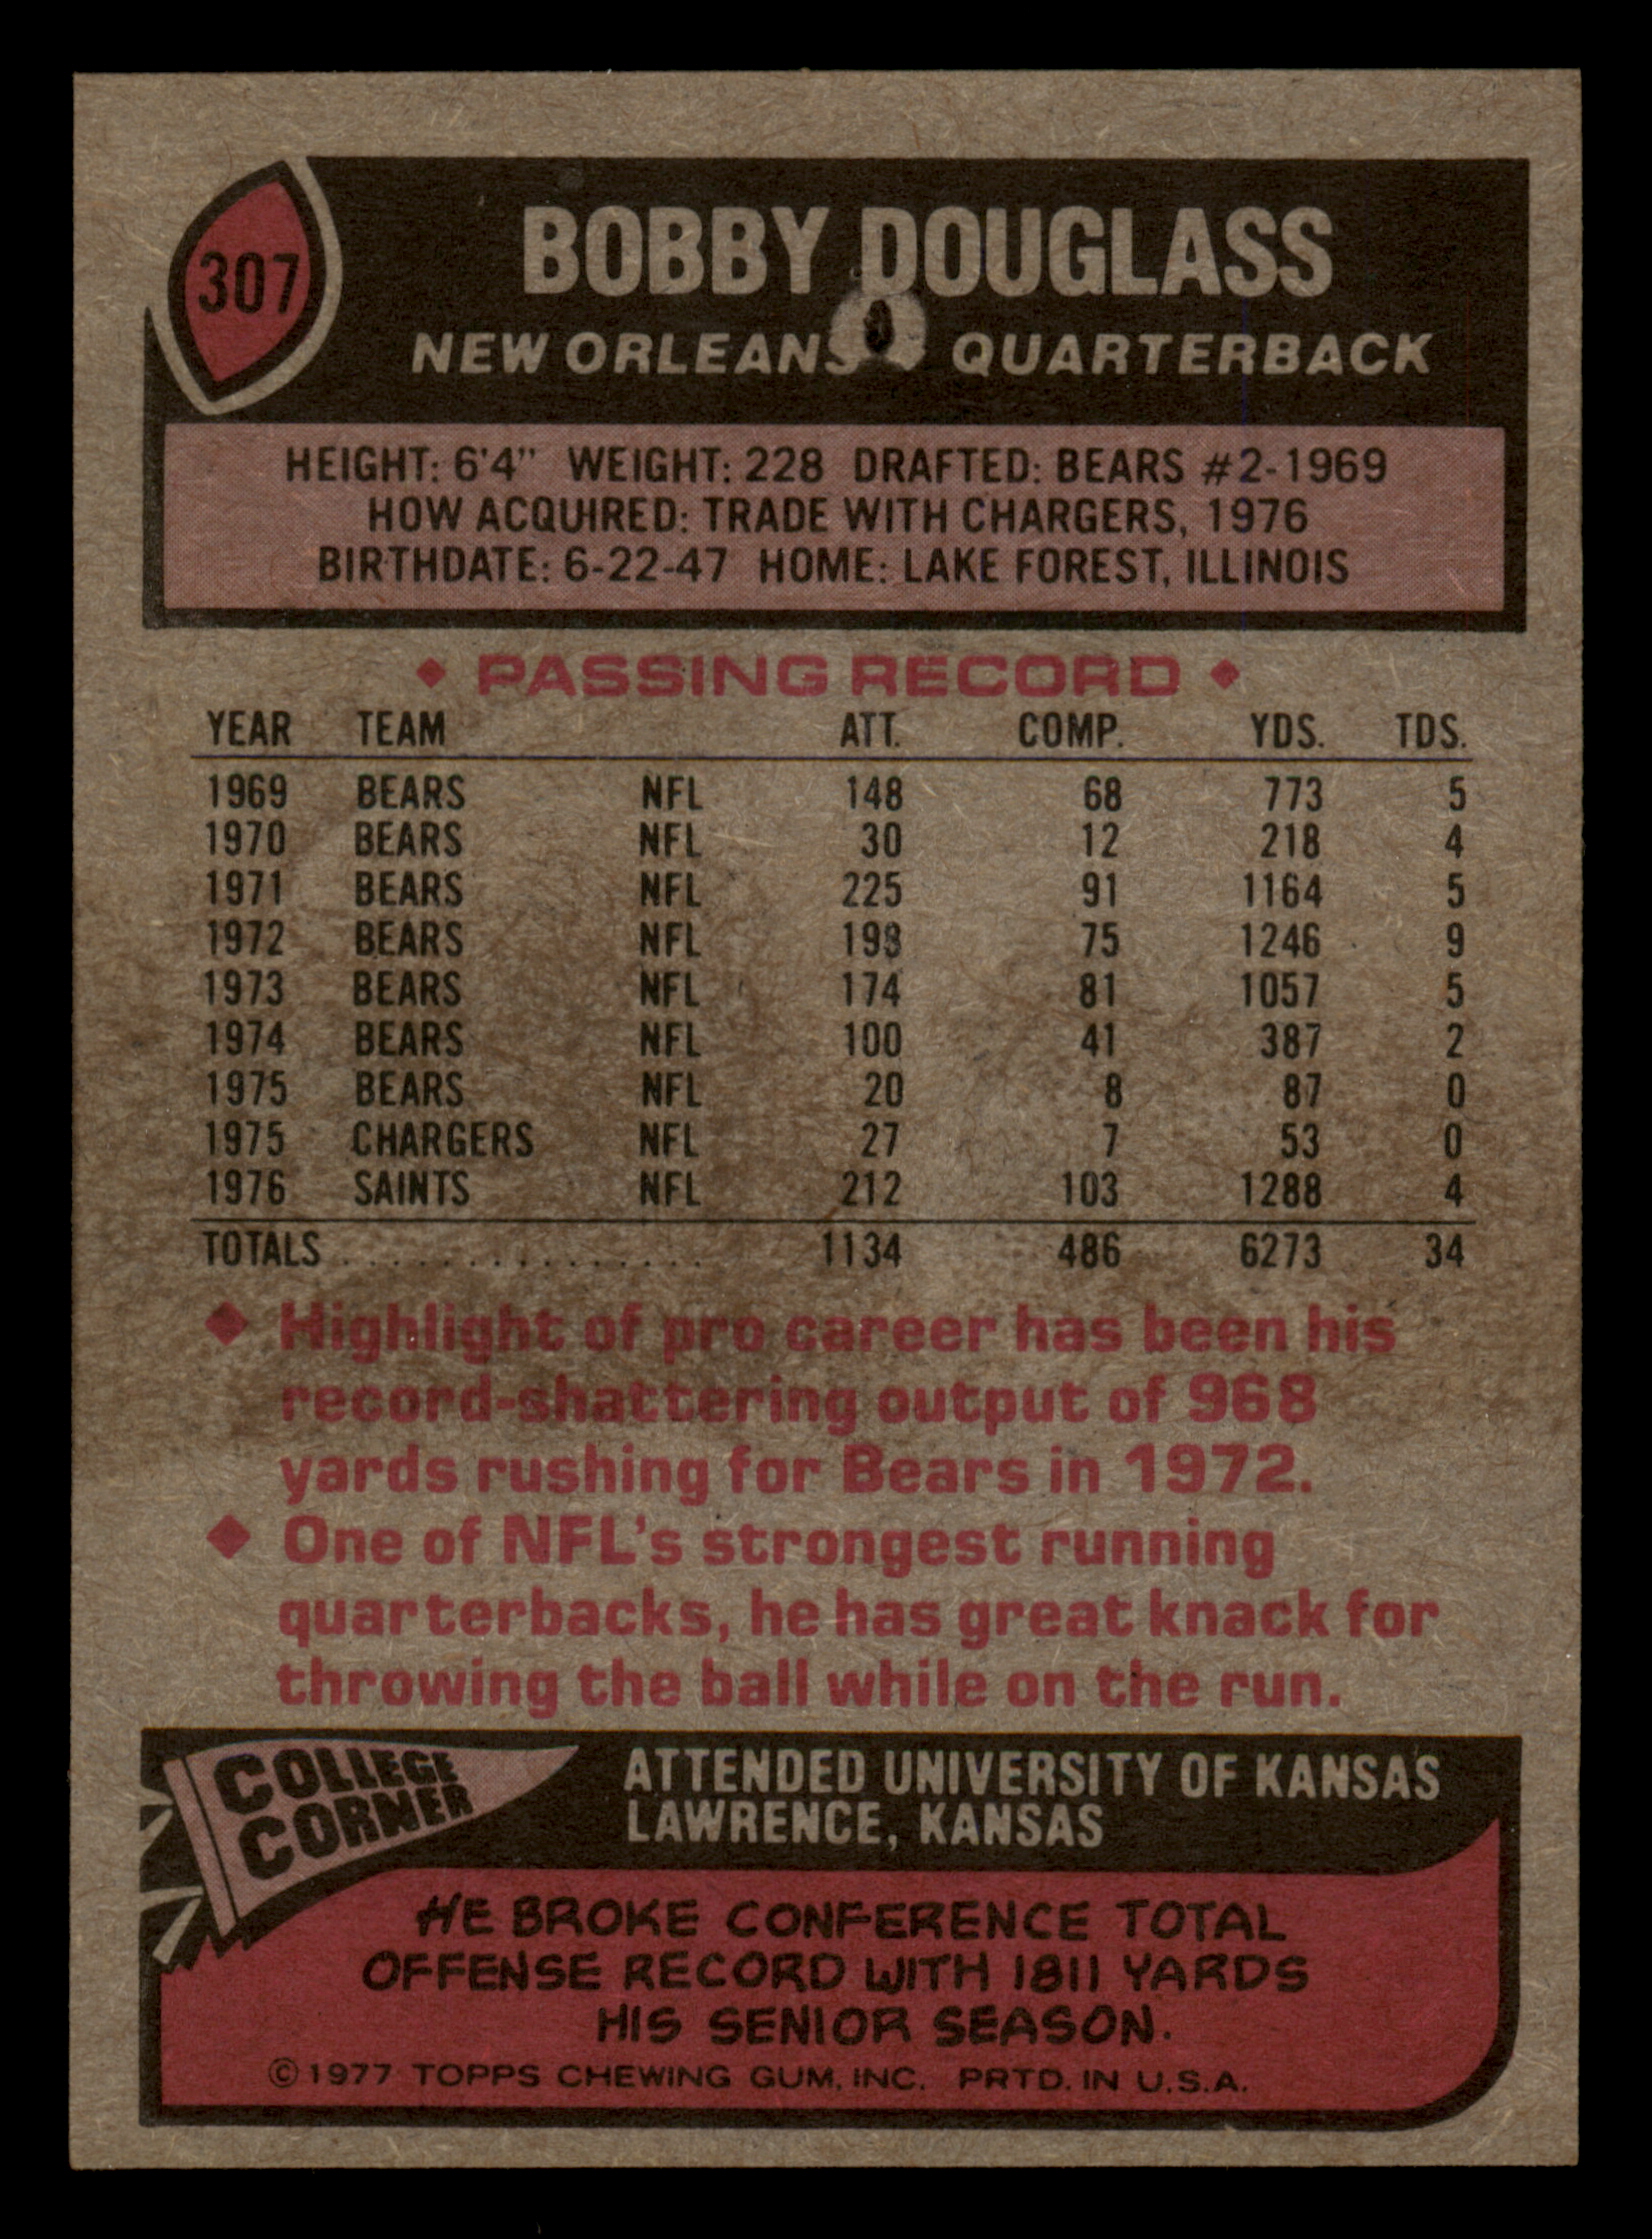 307
BOBBY DOUGLASS
NEW ORLEANS QUARTERBACK
HEIGHT: 6'4" WEIGHT: 228 DRAFTED: BEARS #2-1969
HOW ACQUIRED: TRADE WITH CHARGERS, 1976
BIRTHDATE: 6-22-47 HOME: LAKE FOREST, ILLINOIS
◆ PASSING RECORD ◆
YEAR TEAM ATT. COMP. YDS. TDS.
1969 BEARS NFL 148 68 773 5
1970 BEARS NFL 30 12 218 4
1971 BEARS NFL 225 91 1164 5
1972 BEARS NFL 198 75 1246 9
1973 BEARS NFL 174 81 1057 5
1974 BEARS NFL 100 41 387 2
1975 BEARS NFL 20 8 87 0
1975 CHARGERS NFL 27 7 53 0
1976 SAINTS NFL 212 103 1288 4
TOTALS ............... 1134 486 6273 34
◆ Highlight of pro career has been his
record-shattering output of 968
yards rushing for Bears in 1972.
◆ One of NFL's strongest running
quarterbacks, he has great knack for
throwing the ball while on the run.
COLLEGE
CORNER
ATTENDED UNIVERSITY OF KANSAS
LAWRENCE, KANSAS
HE BROKE CONFERENCE TOTAL
OFFENSE RECORD WITH 1811 YARDS
HIS SENIOR SEASON.
©1977 TOPPS CHEWING GUM, INC. PRTD. IN U.S.A.